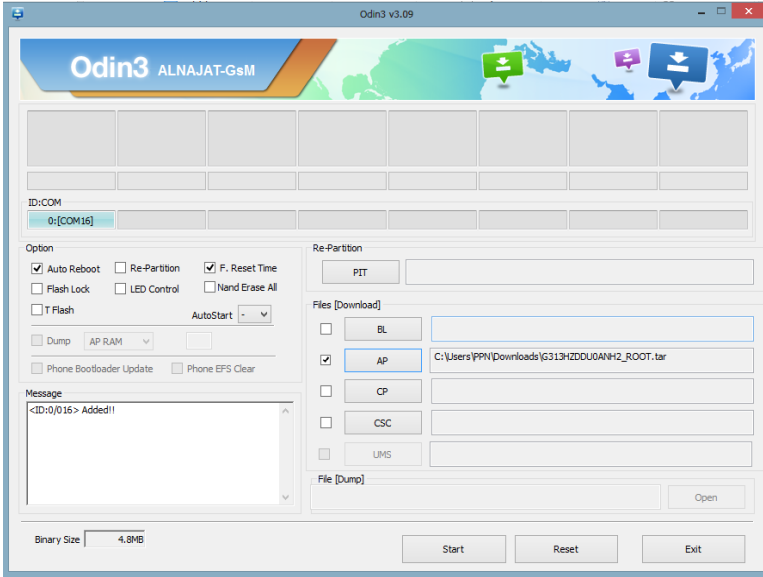 Odin3 v3.09
Odin3 ALNAJAT-GsM
ID:COM
0:[COM16]
Option
Auto Reboot Re-Partition F. Reset Time
Flash Lock LED Control Nand Erase All
T Flash AutoStart -
Dump AP RAM
Phone Bootloader Update Phone EFS Clear
Message
<ID:0/016> Added!!
Binary Size 4.8MB
Re-Partition
PIT
Files [Download]
BL
AP C:\Users\PPN\Downloads\G313HZDDU0ANH2_ROOT.tar
CP
CSC
UMS
File [Dump]
Open
Start Reset Exit